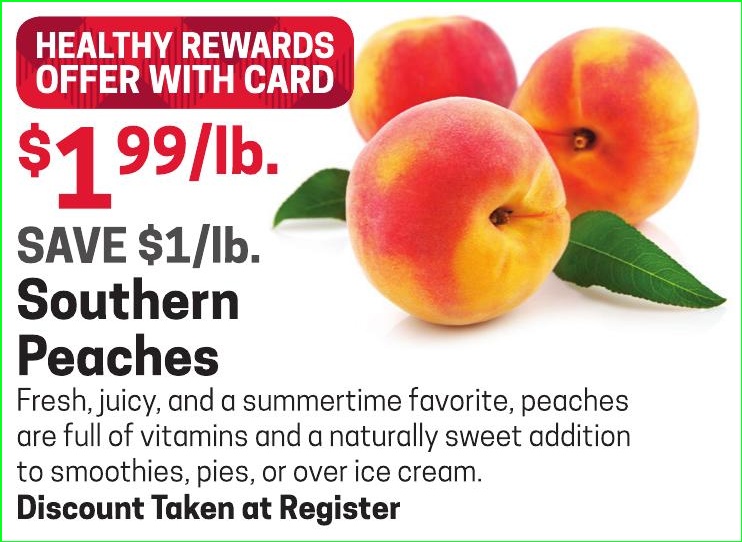 HEALTHY REWARDS
OFFER WITH CARD
$1 99/lb.
SAVE $1/lb.
Southern
Peaches
Fresh, juicy, and a summertime favorite, peaches
are full of vitamins and a naturally sweet addition
to smoothies, pies, or over ice cream.
Discount Taken at Register